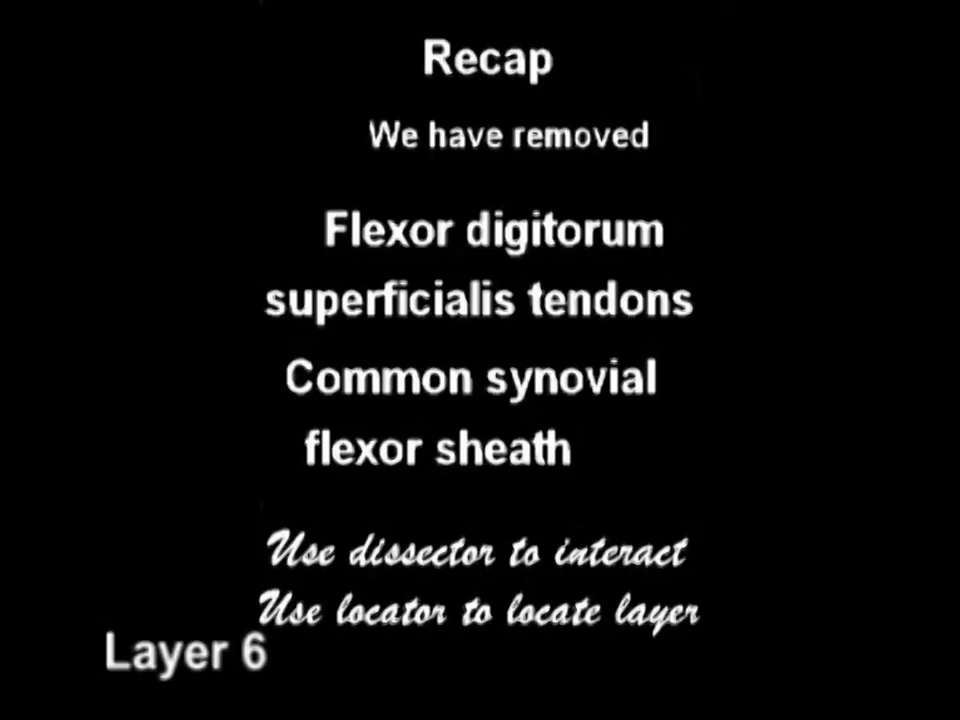 Recap
We have removed
Flexor digitorum
superficialis tendons
Common synovial
flexor sheath
Use dissector to interact
Use locator to locate layer
Layer 6